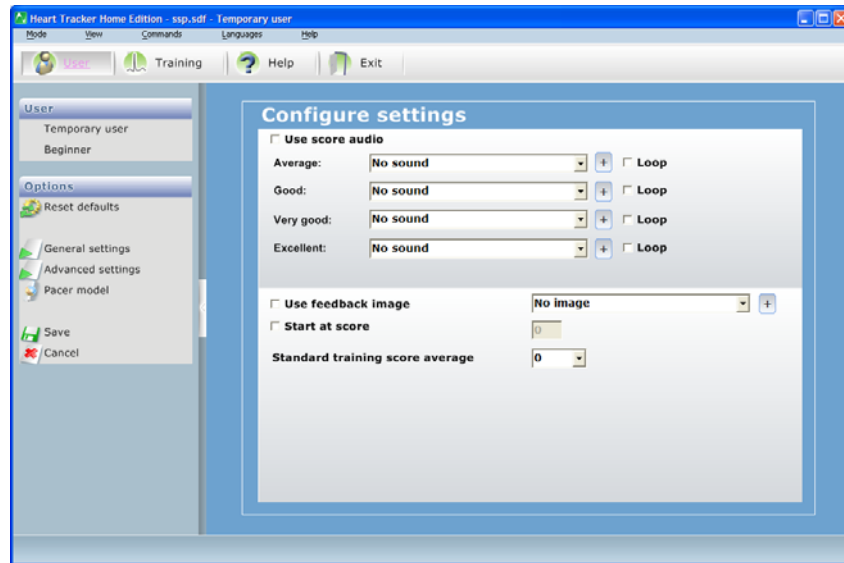 Heart Tracker Home Edition - ssp.sdf - Temporary user
Mode View Commands Languages Help
User Training Help Exit
User
Temporary user
Beginner
Options
Reset defaults
General settings
Advanced settings
Pacer model
Save
Cancel
Configure settings
Use score audio
Average: No sound + Loop
Good: No sound + Loop
Very good: No sound + Loop
Excellent: No sound + Loop
Use feedback image No image +
Start at score 0
Standard training score average 0